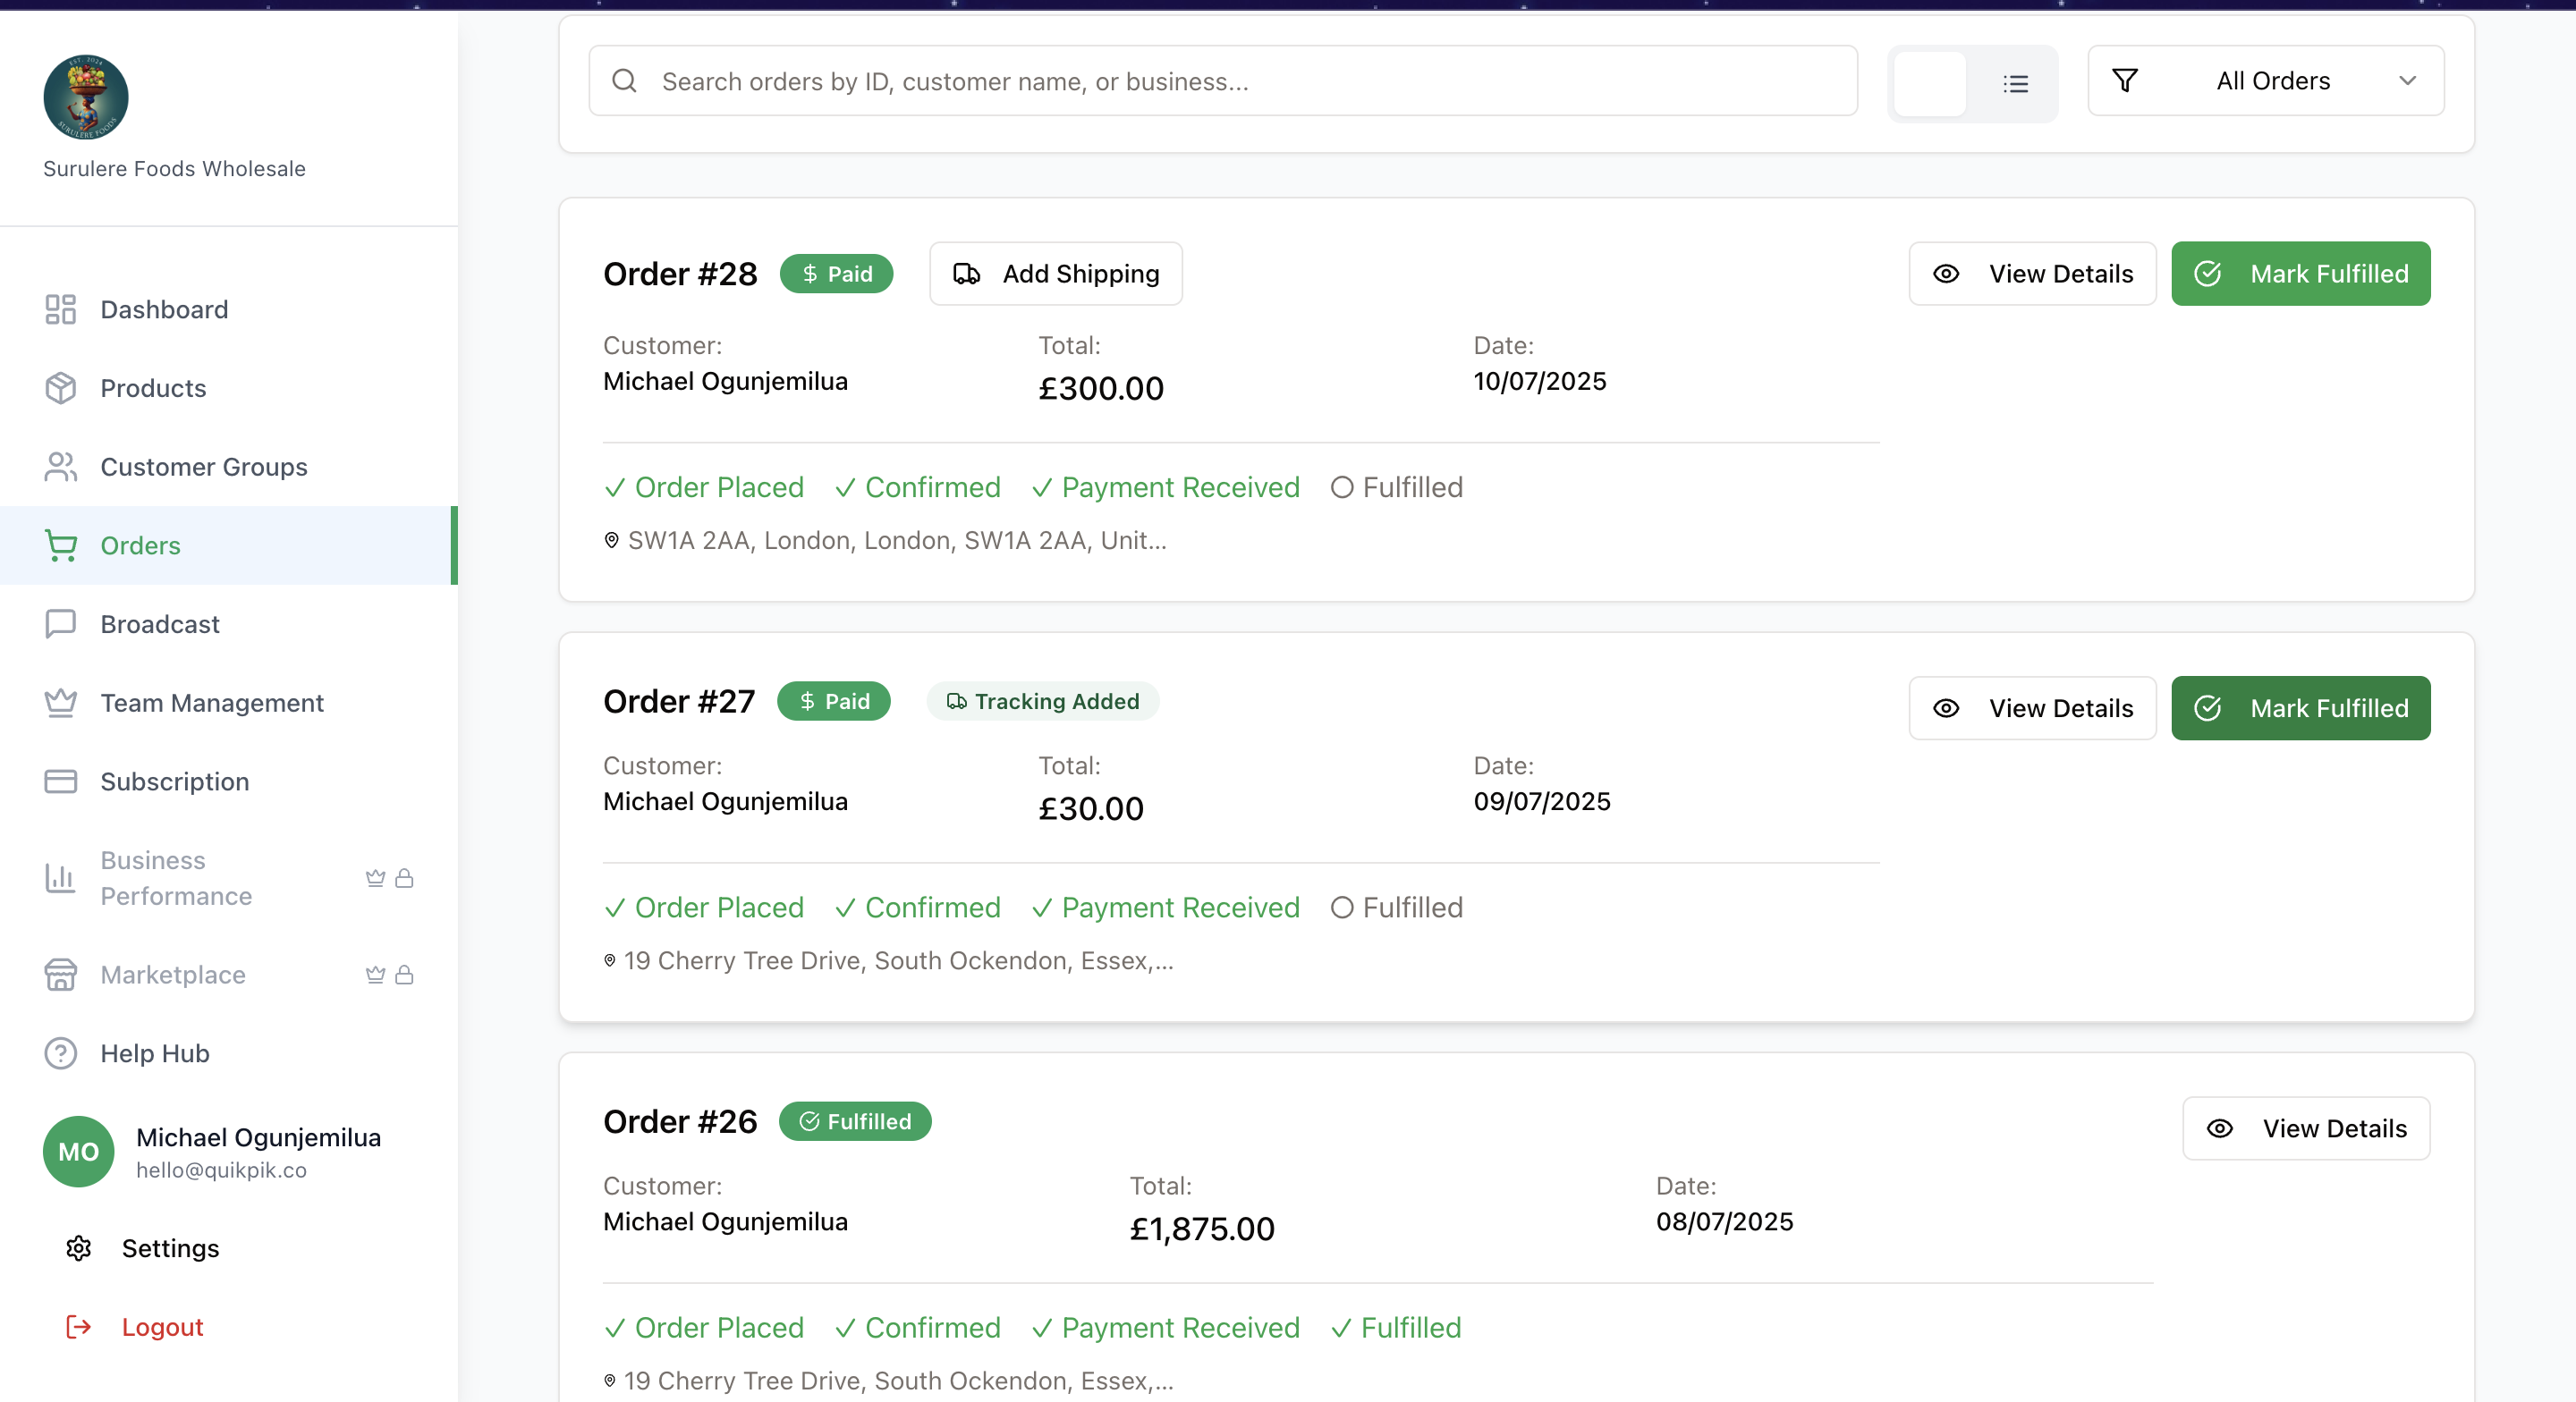 EST. 2024
SURULERE FOODS
Surulere Foods Wholesale
Dashboard
Products
Customer Groups
Orders
Broadcast
Team Management
Subscription
Business
Performance
Marketplace
Help Hub
MO
Michael Ogunjemilua
hello@quikpik.co
Settings
Logout
Search orders by ID, customer name, or business...
All Orders
Order #28
$ Paid
Add Shipping
View Details
Mark Fulfilled
Customer:
Michael Ogunjemilua
Total:
£300.00
Date:
10/07/2025
Order Placed
Confirmed
Payment Received
Fulfilled
SW1A 2AA, London, London, SW1A 2AA, Unit...
Order #27
$ Paid
Tracking Added
View Details
Mark Fulfilled
Customer:
Michael Ogunjemilua
Total:
£30.00
Date:
09/07/2025
Order Placed
Confirmed
Payment Received
Fulfilled
19 Cherry Tree Drive, South Ockendon, Essex,...
Order #26
Fulfilled
View Details
Customer:
Michael Ogunjemilua
Total:
£1,875.00
Date:
08/07/2025
Order Placed
Confirmed
Payment Received
Fulfilled
19 Cherry Tree Drive, South Ockendon, Essex,...